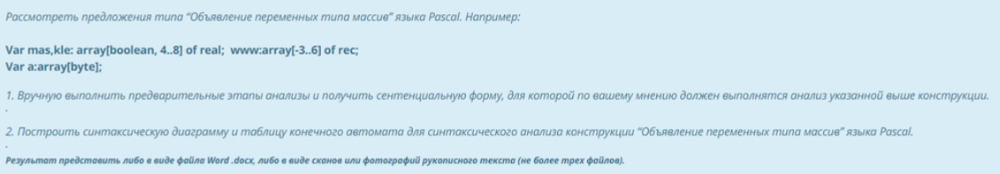 Рассмотреть предложения типа “Объявление переменных типа массив” языка Pascal. Например:
Var mas,kle: array[boolean, 4..8] of real;  www:array[-3..6] of rec;
Var a:array[byte];
1. Вручную выполнить предварительные этапы анализы и получить сентенциальную форму, для которой по вашему мнению должен выполнятся анализ указанной выше конструкции.
.
2. Построить синтаксическую диаграмму и таблицу конечного автомата для синтаксического анализа конструкции “Объявление переменных типа массив” языка Pascal.
.
Результат представить либо в виде файла Word .docx, либо в виде сканов или фотографий рукописного текста (не более трех файлов).